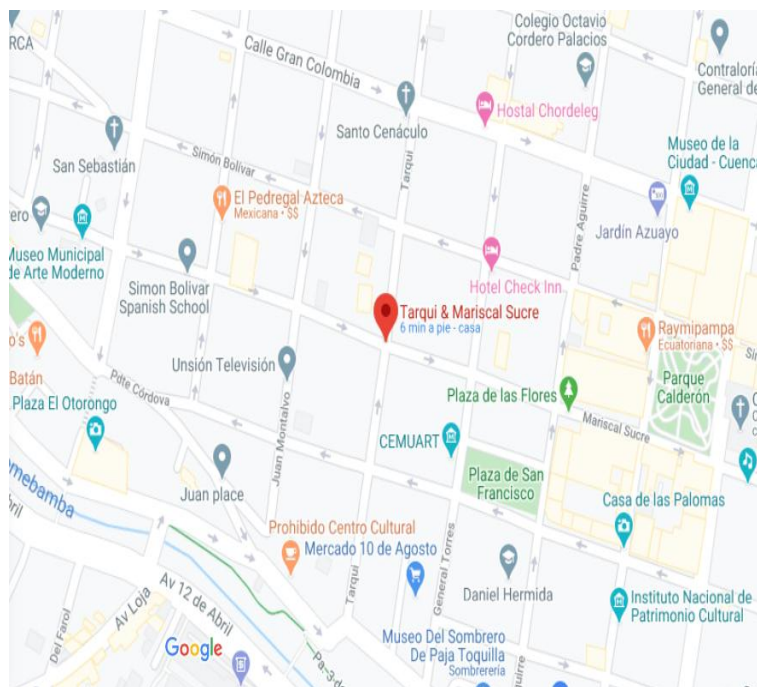 Colegio Octavio
Cordero Palacios
RCA
Calle Gran Colombia
Contraloría
General de
Hostal Chordeleg
Santo Cenáculo
Museo de la
Ciudad - Cuenca
San Sebastián
Simón Bolívar
Tarqui
El Pedregal Azteca
Mexicana • $$
Padre Aguirre
Jardín Azuayo
Museo Municipal
de Arte Moderno
Simon Bolivar
Spanish School
Hotel Check Inn
Tarqui & Mariscal Sucre
6 min a pie - casa
Raymipampa
Ecuatoriana • $$
Unsión Televisión
Batán
Pdte Córdova
Plaza de las Flores
Parque
Calderón
Plaza El Otorongo
Juan Montalvo
CEMUART
Mariscal Sucre
Plaza de San
Francisco
Juan place
Casa de las Palomas
Prohibido Centro Cultural
Mercado 10 de Agosto
Tarqui
General Torres
Daniel Hermida
Instituto Nacional de
Patrimonio Cultural
Av 12 de Abril
Av Loja
Del Farol
Google
Museo Del Sombrero
De Paja Toquilla
Sombrerería
Aguirre